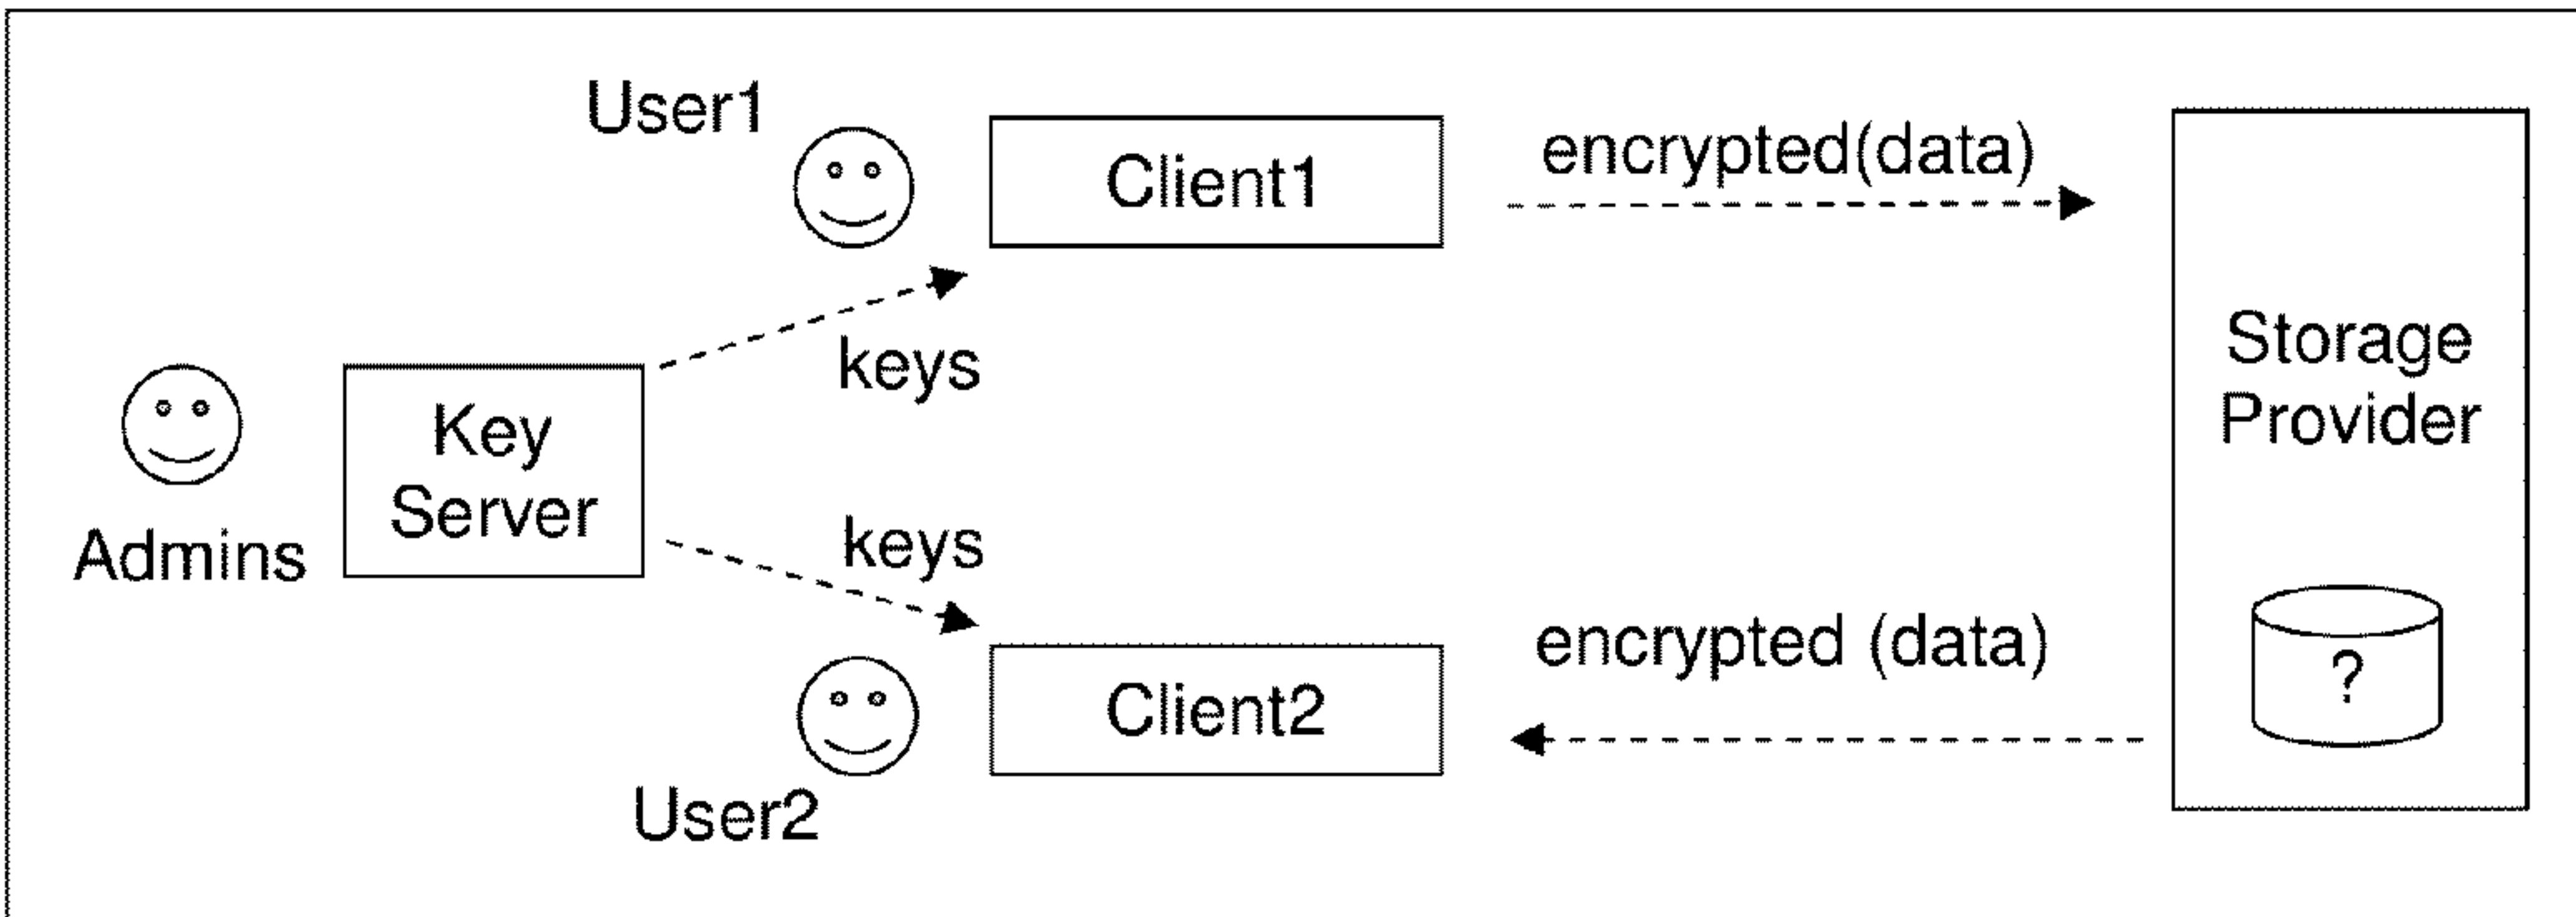 User1
Client1
encrypted(data)
keys
Storage
Provider
Key
Server
Admins
keys
encrypted (data)
Client2
?
User2